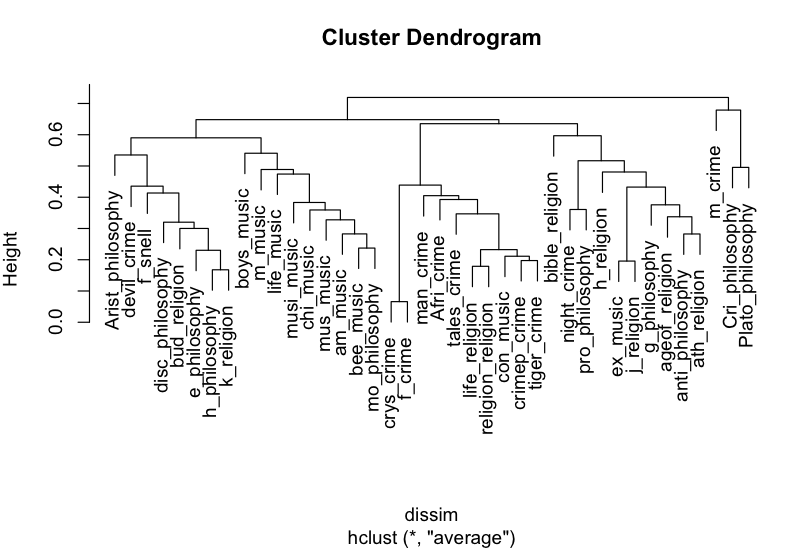 Cluster Dendrogram
Height
0.0
0.2
0.4
0.6
Arist_philosophy
devil_crime
f_snell
disc_philosophy
bud_religion
e_philosophy
h_philosophy
k_religion
boys_music
m_music
life_music
musi_music
chi_music
mus_music
am_music
bee_music
mo_philosophy
crys_crime
f_crime
man_crime
Afri_crime
tales_crime
life_religion
religion_religion
con_music
crimep_crime
tiger_crime
bible_religion
night_crime
pro_philosophy
h_religion
ex_music
j_religion
g_philosophy
ageof_religion
anti_philosophy
ath_religion
m_crime
Cri_philosophy
Plato_philosophy
dissim
hclust (*, "average")